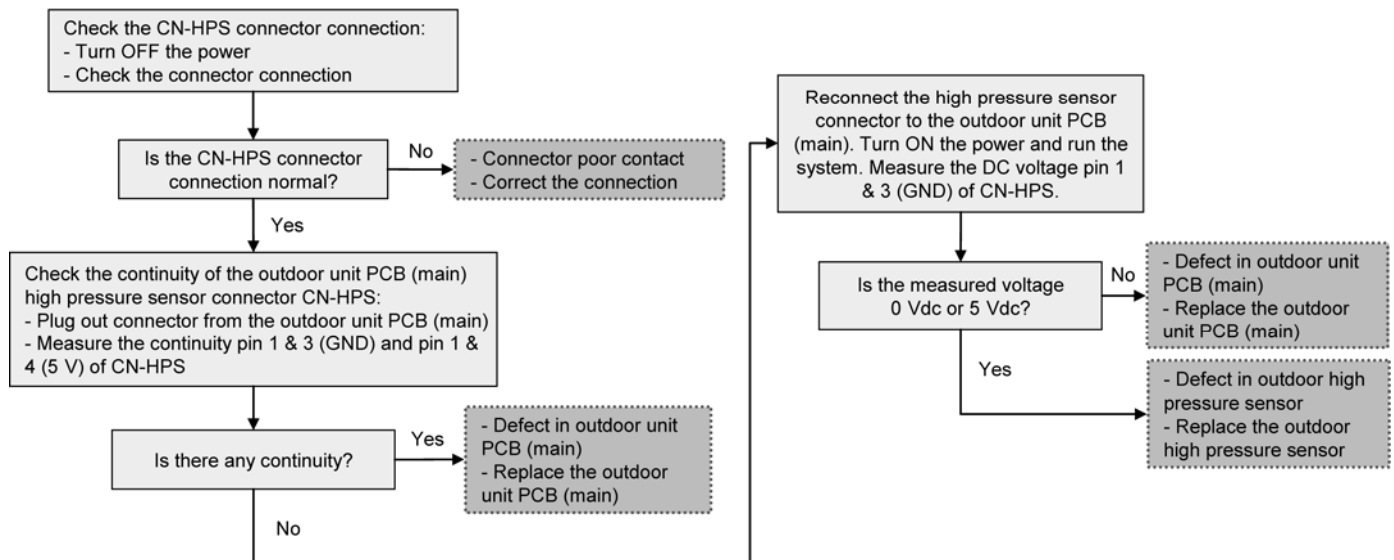 Check the CN-HPS connector connection:
- Turn OFF the power
- Check the connector connection
Is the CN-HPS connector
connection normal?
No
- Connector poor contact
- Correct the connection
Yes
Check the continuity of the outdoor unit PCB (main)
high pressure sensor connector CN-HPS:
- Plug out connector from the outdoor unit PCB (main)
- Measure the continuity pin 1 & 3 (GND) and pin 1 &
4 (5 V) of CN-HPS
Is there any continuity?
Yes
- Defect in outdoor unit
PCB (main)
- Replace the outdoor
unit PCB (main)
No
Reconnect the high pressure sensor
connector to the outdoor unit PCB
(main). Turn ON the power and run the
system. Measure the DC voltage pin 1
& 3 (GND) of CN-HPS.
Is the measured voltage
0 Vdc or 5 Vdc?
No
- Defect in outdoor unit
PCB (main)
- Replace the outdoor
unit PCB (main)
Yes
- Defect in outdoor high
pressure sensor
- Replace the outdoor
high pressure sensor